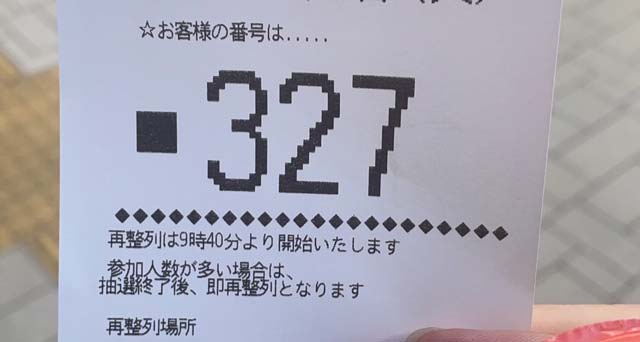 ☆お客様の番号は.....
■327
◆◆◆◆◆◆◆◆◆◆◆◆◆◆◆◆◆◆◆◆◆◆
再整列は9時40分より開始いたします
参加人数が多い場合は、
抽選終了後、即再整列となります
再整列場所